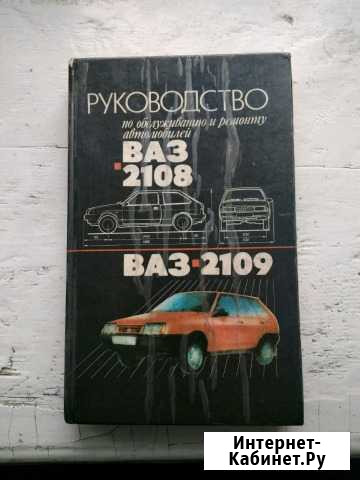 РУКОВОДСТВО
по обслуживанию и ремонту
автомобилей
ВАЗ
·2108
ВАЗ·2109
Интернет-
Кабинет.Ру